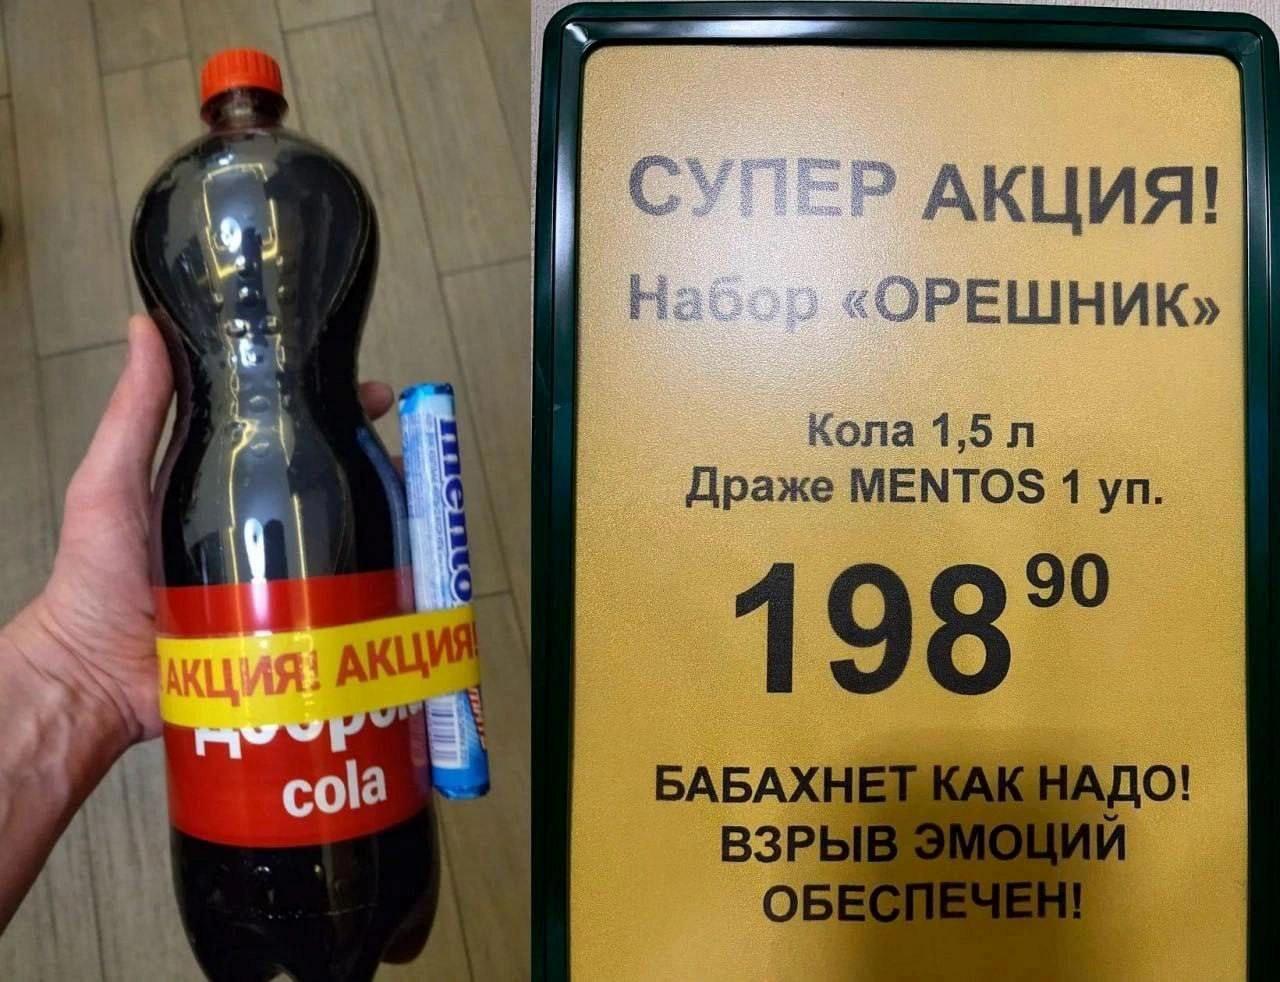 mentos
АКЦИЯ! АКЦИЯ!
cola
СУПЕР АКЦИЯ!
Набор «ОРЕШНИК»
Кола 1,5 л
Драже MENTOS 1 уп.
198 90
БАБАХНЕТ КАК НАДО!
ВЗРЫВ ЭМОЦИЙ
ОБЕСПЕЧЕН!